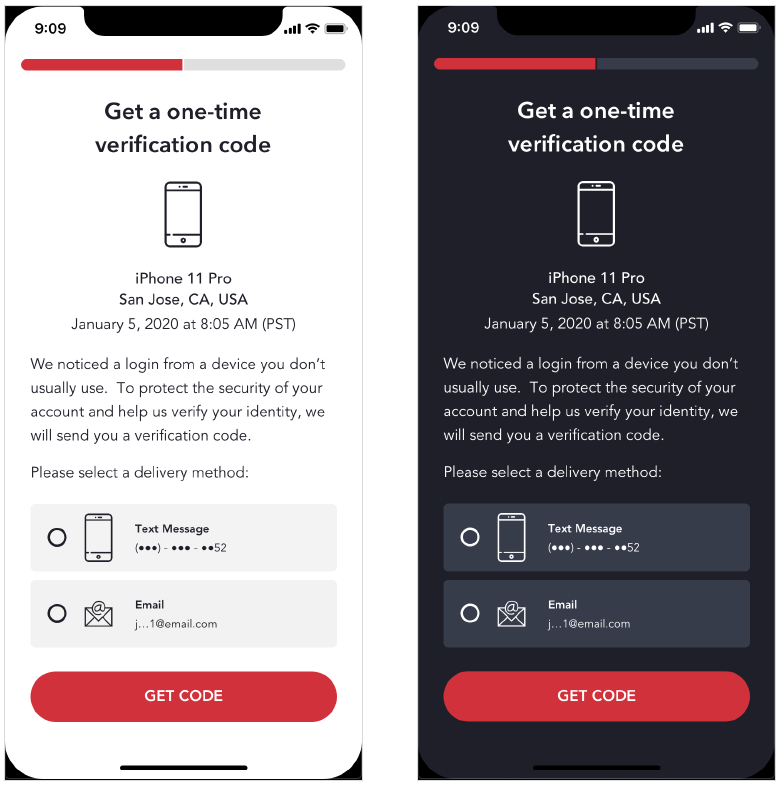 9:09
Get a one-time
verification code
iPhone 11 Pro
San Jose, CA, USA
January 5, 2020 at 8:05 AM (PST)
We noticed a login from a device you don’t
usually use.  To protect the security of your
account and help us verify your identity, we
will send you a verification code.
Please select a delivery method:
Text Message
(•••) - ••• - ••52
@
Email
j...1@email.com
GET CODE
9:09
Get a one-time
verification code
iPhone 11 Pro
San Jose, CA, USA
January 5, 2020 at 8:05 AM (PST)
We noticed a login from a device you don’t
usually use.  To protect the security of your
account and help us verify your identity, we
will send you a verification code.
Please select a delivery method:
Text Message
(•••) - ••• - ••52
@
Email
j...1@email.com
GET CODE